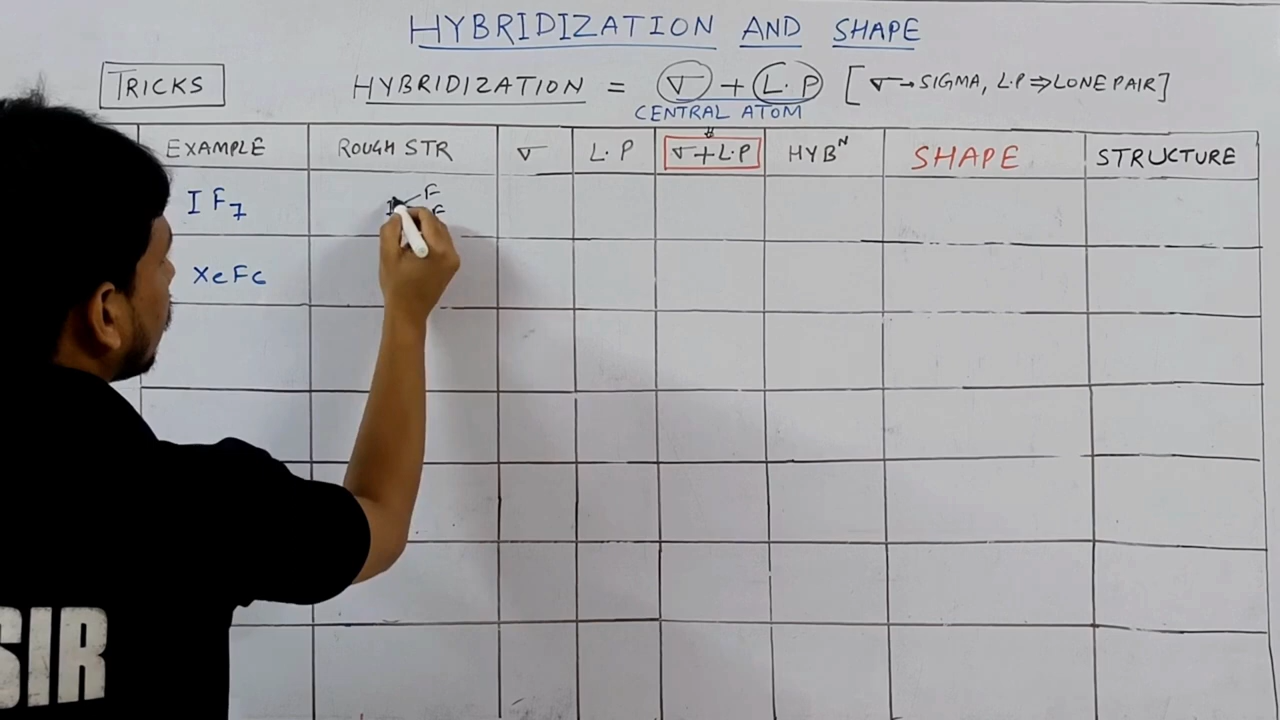 HYBRIDIZATION AND SHAPE
TRICKS
HYBRIDIZATION = σ + L.P [σ→SIGMA, L.P⇒LONE PAIR]
CENTRAL ATOM
EXAMPLE ROUGH STR σ L.P σ+L.P HYBᴺ SHAPE STRUCTURE
IF₇ I F F
XeF6
SIR